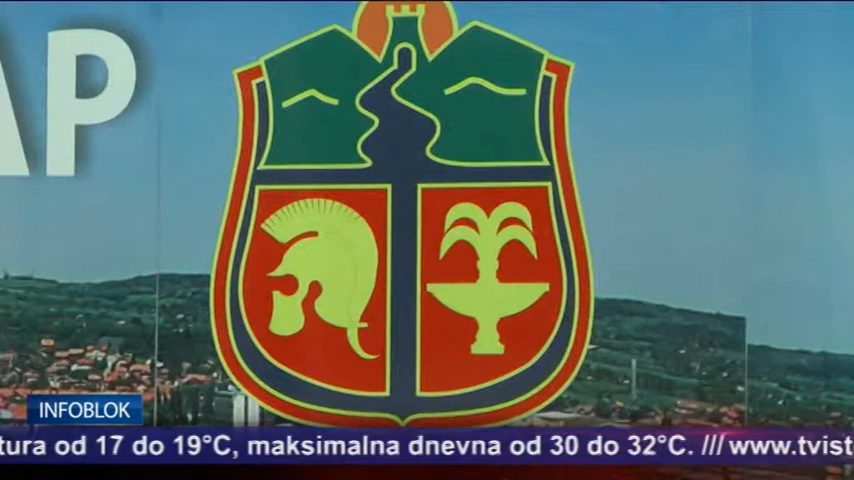 AP
INFOBLOK
tura od 17 do 19°C, maksimalna dnevna od 30 do 32°C. /// www.tvist